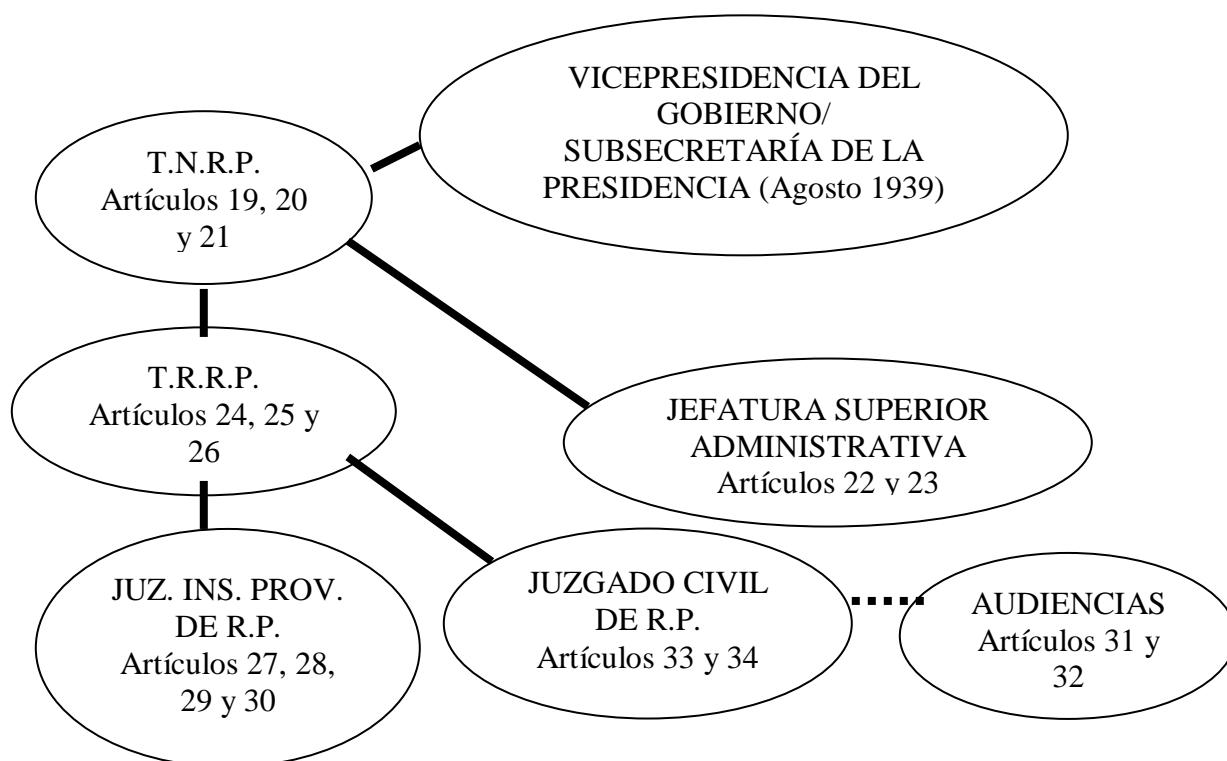 VICEPRESIDENCIA DEL
GOBIERNO/
SUBSECRETARÍA DE LA
PRESIDENCIA (Agosto 1939)
T.N.R.P.
Artículos 19, 20
y 21
T.R.R.P.
Artículos 24, 25 y
26
JEFATURA SUPERIOR
ADMINISTRATIVA
Artículos 22 y 23
JUZ. INS. PROV.
DE R.P.
Artículos 27, 28,
29 y 30
JUZGADO CIVIL
DE R.P.
Artículos 33 y 34
AUDIENCIAS
Artículos 31 y
32